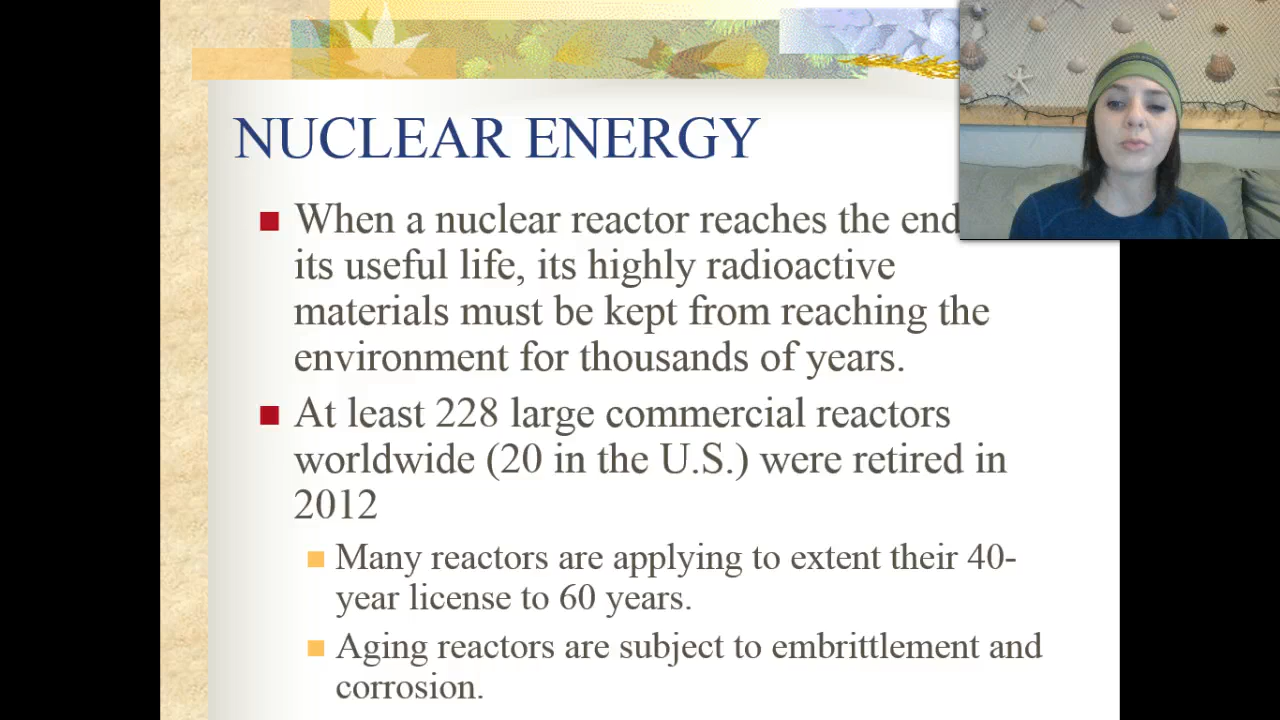 NUCLEAR ENERGY
When a nuclear reactor reaches the end
its useful life, its highly radioactive
materials must be kept from reaching the
environment for thousands of years.
At least 228 large commercial reactors
worldwide (20 in the U.S.) were retired in
2012
Many reactors are applying to extent their 40-
year license to 60 years.
Aging reactors are subject to embrittlement and
corrosion.